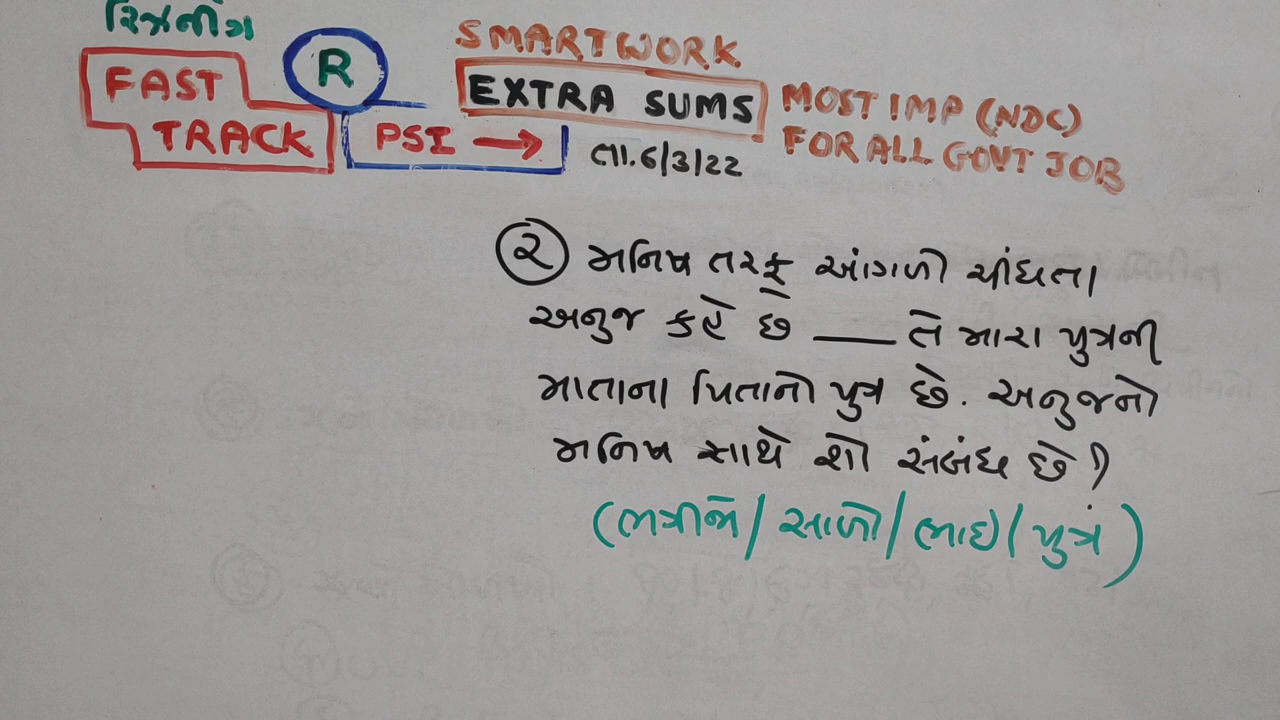 રિઝનીંગ
FAST
TRACK
R
PSI →
SMARTWORK
EXTRA SUMS
MOST IMP (NDC)
FOR ALL GOVT JOB
તા.6/3/22
(૨) મનિષ તરફ આંગળી ચીંધતા
અનુજ કહે છે ___ તે મારા પુત્રની
માતાના પિતાનો પુત્ર છે. અનુજનો
મનિષ સાથે શો સંબંધ છે?
(ભત્રીજો/સાળો/ભાઇ/પુત્ર)